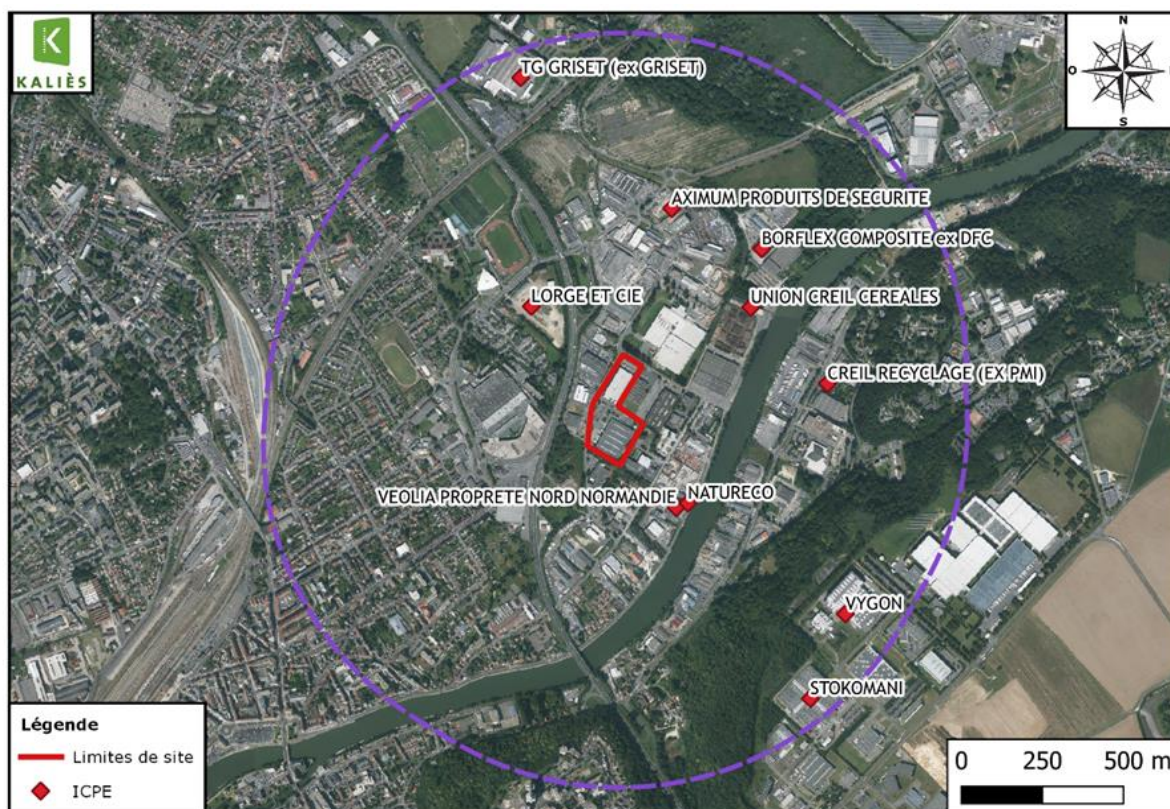 KALIÈS
N
O
S
TG GRISET (ex GRISET)
AXIMUM PRODUITS DE SECURITE
BORFLEX COMPOSITE ex DFC
LORGE ET CIE
UNION CREIL CEREALES
CREIL RECYCLAGE (EX PMI)
VEOLIA PROPRETE NORD NORMANDIE
NATURECO
VYGON
STOKOMANI
Légende
Limites de site
ICPE
0 250 500 m